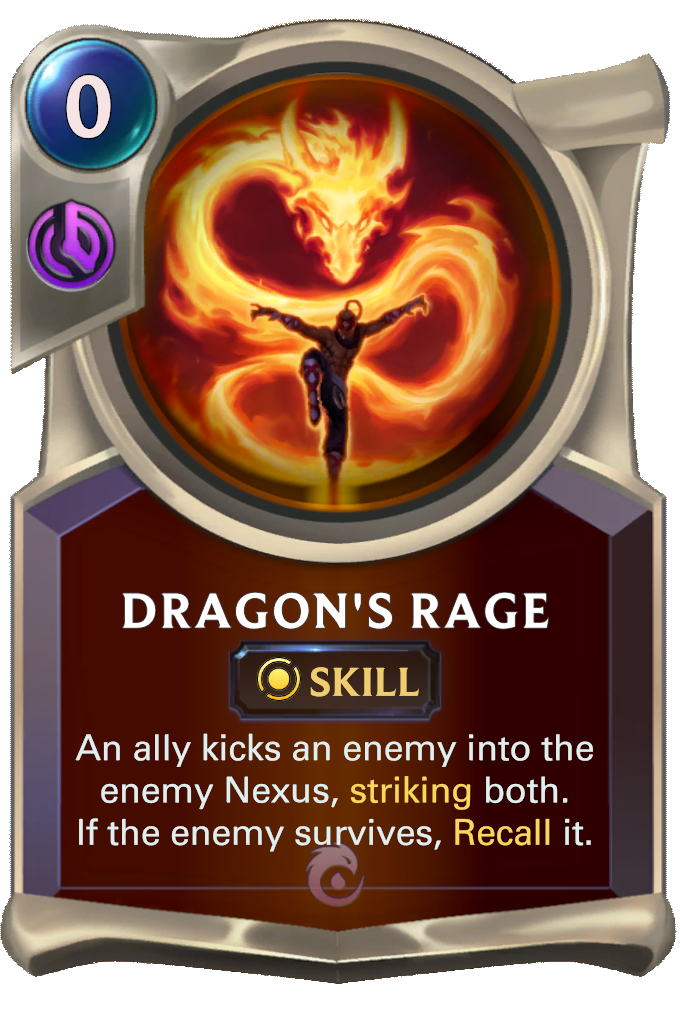 0
DRAGON'S RAGE
SKILL
An ally kicks an enemy into the
enemy Nexus, striking both.
If the enemy survives, Recall it.